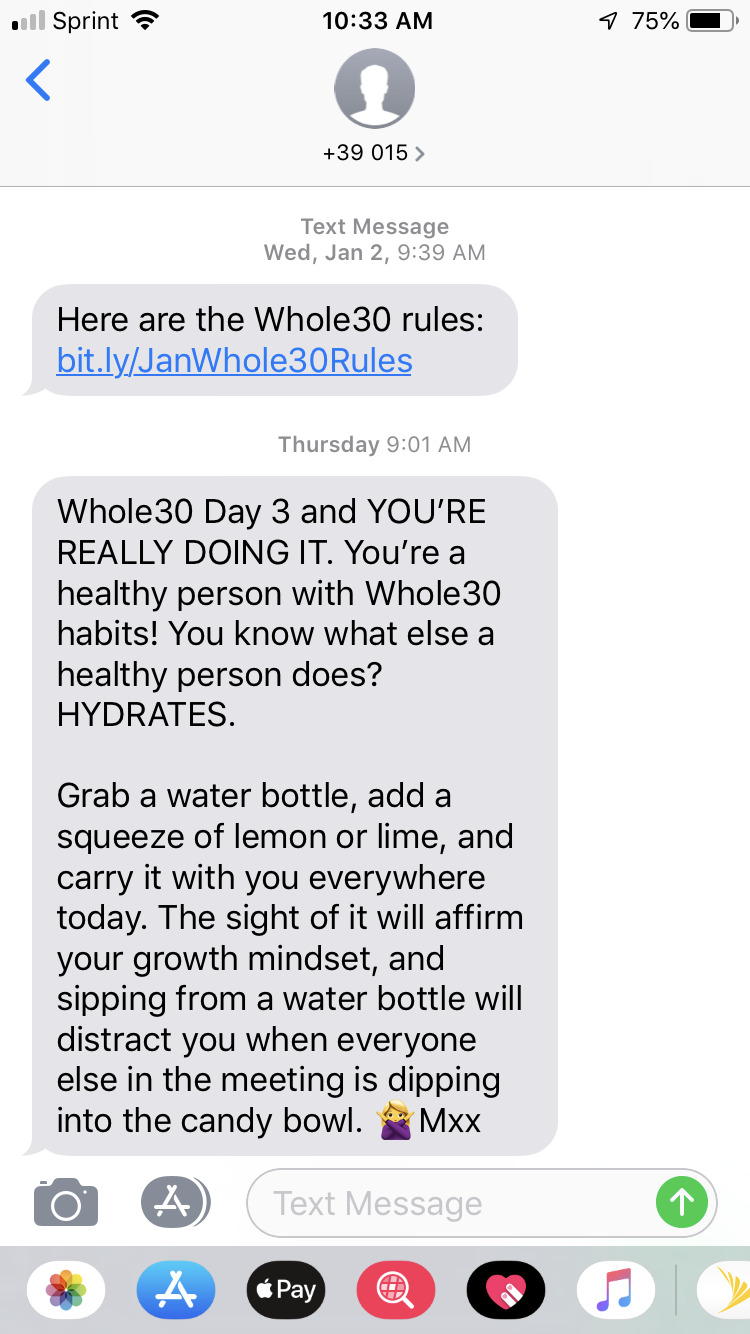 Sprint 10:33 AM 75%
+39 015
Text Message
Wed, Jan 2, 9:39 AM
Here are the Whole30 rules:
bit.ly/JanWhole30Rules
Thursday 9:01 AM
Whole30 Day 3 and YOU’RE
REALLY DOING IT. You’re a
healthy person with Whole30
habits! You know what else a
healthy person does?
HYDRATES.
Grab a water bottle, add a
squeeze of lemon or lime, and
carry it with you everywhere
today. The sight of it will affirm
your growth mindset, and
sipping from a water bottle will
distract you when everyone
else in the meeting is dipping
into the candy bowl. 🙅‍♀️Mxx
Text Message
Pay